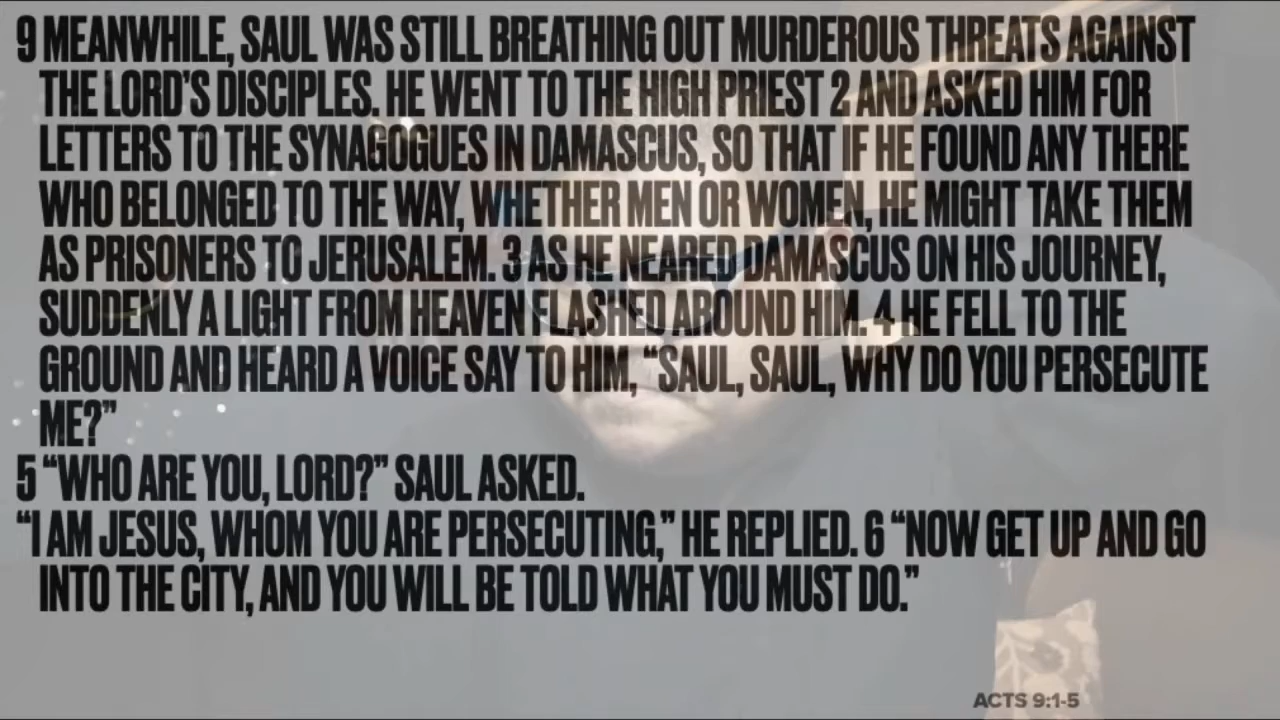 9 MEANWHILE, SAUL WAS STILL BREATHING OUT MURDEROUS THREATS AGAINST
THE LORD'S DISCIPLES. HE WENT TO THE HIGH PRIEST 2 AND ASKED HIM FOR
LETTERS TO THE SYNAGOGUES IN DAMASCUS, SO THAT IF HE FOUND ANY THERE
WHO BELONGED TO THE WAY, WHETHER MEN OR WOMEN, HE MIGHT TAKE THEM
AS PRISONERS TO JERUSALEM. 3 AS HE NEARED DAMASCUS ON HIS JOURNEY,
SUDDENLY A LIGHT FROM HEAVEN FLASHED AROUND HIM. 4 HE FELL TO THE
GROUND AND HEARD A VOICE SAY TO HIM, “SAUL, SAUL, WHY DO YOU PERSECUTE
ME?”
5 “WHO ARE YOU, LORD?” SAUL ASKED.
“I AM JESUS, WHOM YOU ARE PERSECUTING,” HE REPLIED. 6 “NOW GET UP AND GO
INTO THE CITY, AND YOU WILL BE TOLD WHAT YOU MUST DO.”
ACTS 9:1-5